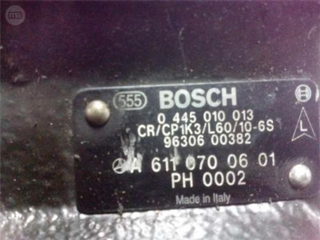 555 BOSCH
0 445 010 013
CR/CP1K3/L60/10-6S
96306 00382
A 611 070 06 01
PH 0002
Made in Italy
L